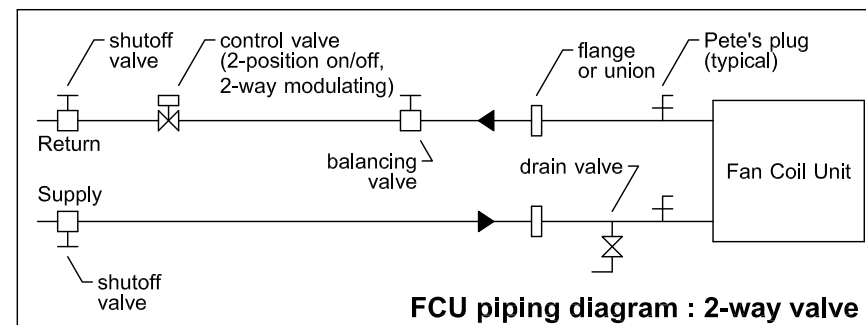 shutoff
valve
control valve
(2-position on/off,
2-way modulating)
flange
or union
Pete's plug
(typical)
Return
balancing
valve
drain valve
Fan Coil Unit
Supply
shutoff
valve
FCU piping diagram : 2-way valve